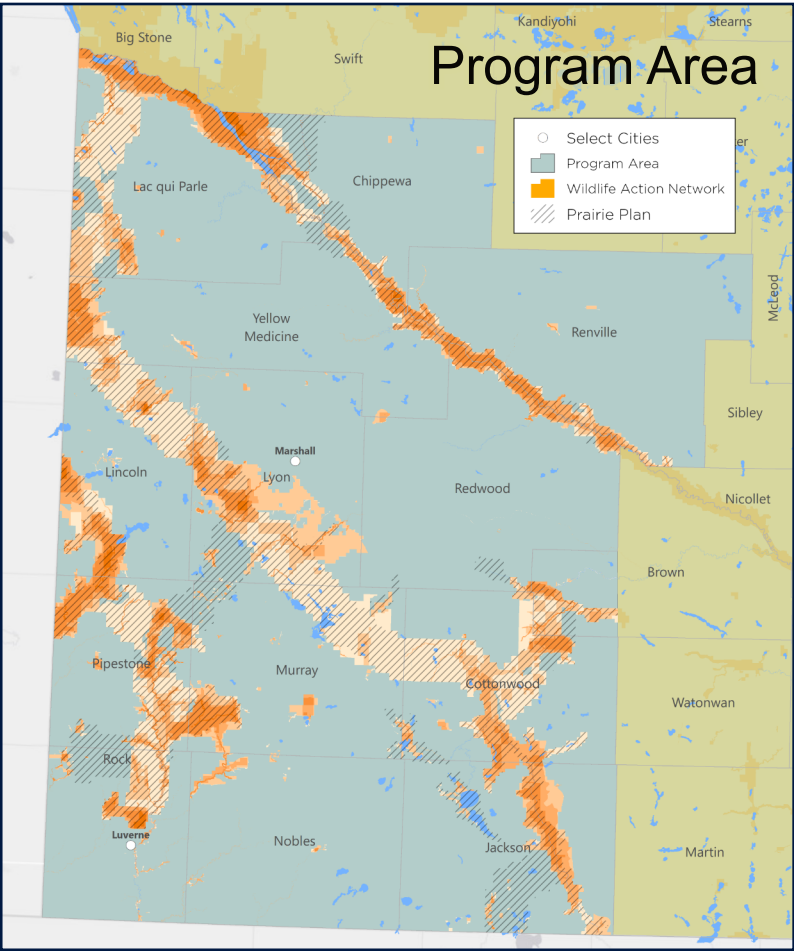 Kandiyohi
Stearns
Big Stone
Swift
Program Area
Select Cities
Program Area
Wildlife Action Network
Prairie Plan
er
Lac qui Parle
Chippewa
McLeod
Yellow
Medicine
Renville
Sibley
Marshall
Lincoln
Lyon
Redwood
Nicollet
Brown
Pipestone
Murray
Cottonwood
Watonwan
Rock
Luverne
Nobles
Jackson
Martin